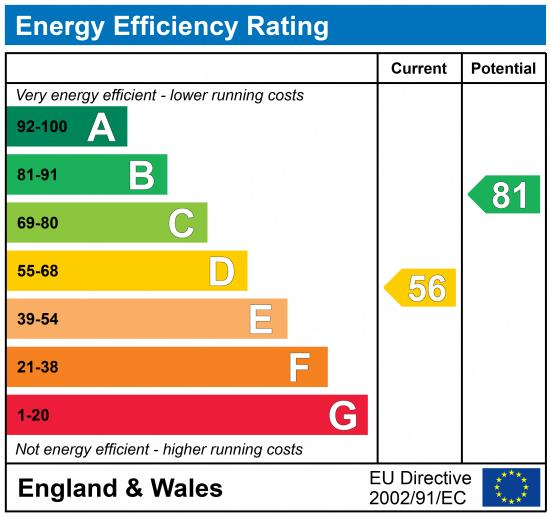 Energy Efficiency Rating
Current Potential
Very energy efficient - lower running costs
92-100 A
81-91 B
81
69-80 C
55-68 D
56
39-54 E
21-38 F
1-20 G
Not energy efficient - higher running costs
England & Wales
EU Directive
2002/91/EC